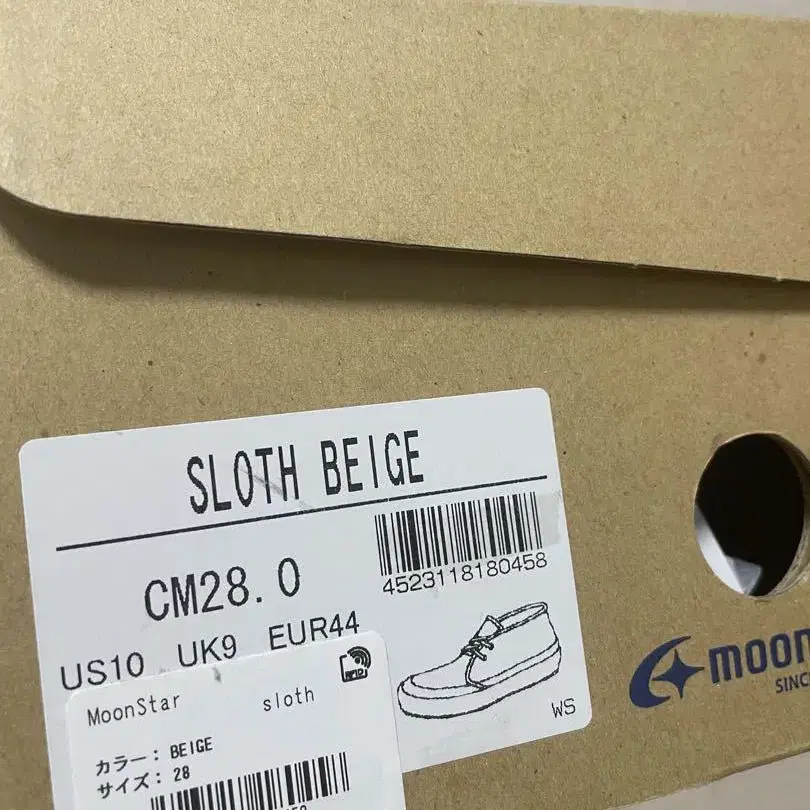 SLOTH BEIGE
CM28.0
4523118180458
US10 UK9 EUR44
WS
MoonStar sloth
RFID
カラー: BEIGE
サイズ: 28
moon
SINC